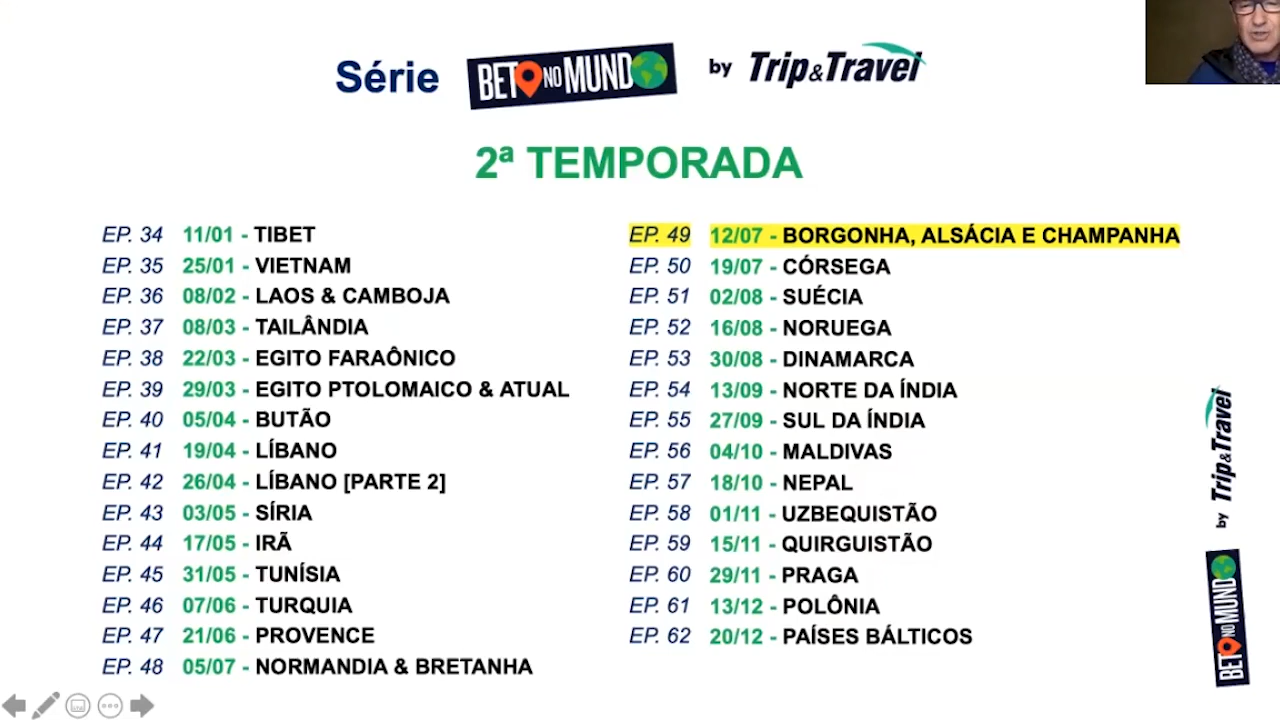 Série BETO NO MUNDO by Trip&Travel
2ª TEMPORADA
EP. 34 11/01 - TIBET
EP. 35 25/01 - VIETNAM
EP. 36 08/02 - LAOS & CAMBOJA
EP. 37 08/03 - TAILÂNDIA
EP. 38 22/03 - EGITO FARAÔNICO
EP. 39 29/03 - EGITO PTOLOMAICO & ATUAL
EP. 40 05/04 - BUTÃO
EP. 41 19/04 - LÍBANO
EP. 42 26/04 - LÍBANO [PARTE 2]
EP. 43 03/05 - SÍRIA
EP. 44 17/05 - IRÃ
EP. 45 31/05 - TUNÍSIA
EP. 46 07/06 - TURQUIA
EP. 47 21/06 - PROVENCE
EP. 48 05/07 - NORMANDIA & BRETANHA
EP. 49 12/07 - BORGONHA, ALSÁCIA E CHAMPANHA
EP. 50 19/07 - CÓRSEGA
EP. 51 02/08 - SUÉCIA
EP. 52 16/08 - NORUEGA
EP. 53 30/08 - DINAMARCA
EP. 54 13/09 - NORTE DA ÍNDIA
EP. 55 27/09 - SUL DA ÍNDIA
EP. 56 04/10 - MALDIVAS
EP. 57 18/10 - NEPAL
EP. 58 01/11 - UZBEQUISTÃO
EP. 59 15/11 - QUIRGUISTÃO
EP. 60 29/11 - PRAGA
EP. 61 13/12 - POLÔNIA
EP. 62 20/12 - PAÍSES BÁLTICOS
BETO NO MUNDO by Trip&Travel